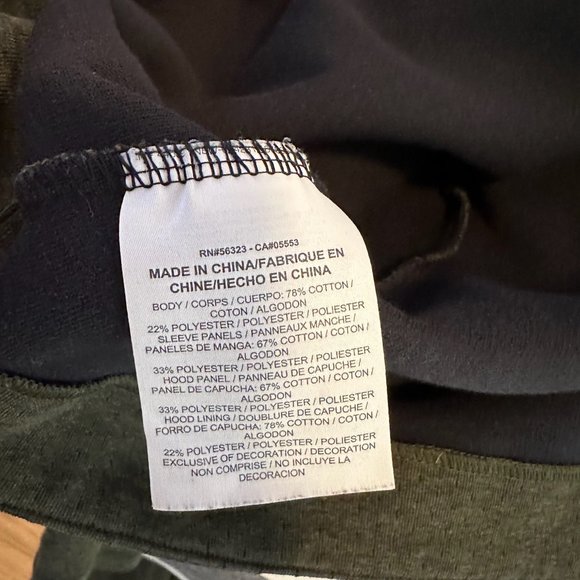 RN#56323 - CA#05553
MADE IN CHINA/FABRIQUE EN
CHINE/HECHO EN CHINA
BODY / CORPS / CUERPO: 78% COTTON /
COTON / ALGODON
22% POLYESTER / POLYESTER / POLIESTER
SLEEVE PANELS / PANNEAUX MANCHE /
PANELES DE MANGA: 67% COTTON / COTON /
ALGODON
33% POLYESTER / POLYESTER / POLIESTER
HOOD PANEL / PANNEAU DE CAPUCHE /
PANEL DE CAPUCHA: 67% COTTON / COTON /
ALGODON
33% POLYESTER / POLYESTER / POLIESTER
HOOD LINING / DOUBLURE DE CAPUCHE /
FORRO DE CAPUCHA: 78% COTTON / COTON /
ALGODON
22% POLYESTER / POLYESTER / POLIESTER
EXCLUSIVE OF DECORATION / DECORATION
NON COMPRISE / NO INCLUYE LA
DECORACION